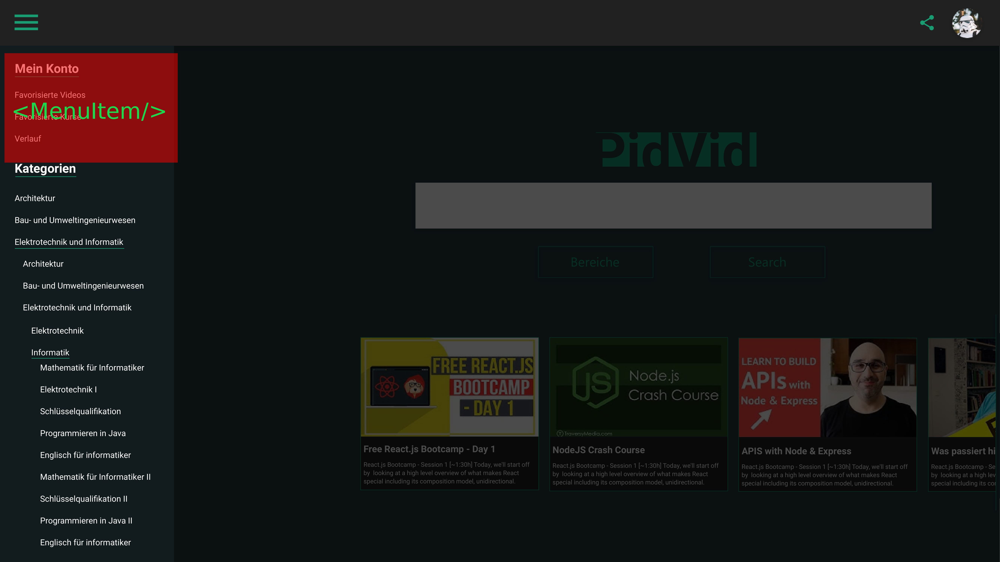 Mein Konto
Favorisierte Videos
<MenuItem/>
Favorisierte Kurse
Verlauf
Kategorien
Architektur
Bau- und Umweltingenieurwesen
Elektrotechnik und Informatik
Architektur
Bau- und Umweltingenieurwesen
Elektrotechnik und Informatik
Elektrotechnik
Informatik
Mathematik für Informatiker
Elektrotechnik I
Schlüsselqualifikation
Programmieren in Java
Englisch für informatiker
Mathematik für Informatiker II
Schlüsselqualifikation II
Programmieren in Java II
Englisch für informatiker
PidVid
Bereiche
Search
FREE REACT.JS
BOOTCAMP
- DAY 1
Free React.js Bootcamp - Day 1
React.js Bootcamp - Session 1 [~1:30h] Today, we'll start off
by looking at a high level overview of what makes React
special including its composition model, unidirectional.
JS
Node.js
Crash Course
TraversyMedia.com
NodeJS Crash Course
React.js Bootcamp - Session 1 [~1:30h] Today, we'll start off
by looking at a high level overview of what makes React
special including its composition model, unidirectional.
LEARN TO BUILD
APIs with
Node & Express
APIS with Node & Express
React.js Bootcamp - Session 1 [~1:30h] Today, we'll start off
by looking at a high level overview of what makes React
special including its composition model, unidirectional.
Was passiert hi
React.js Bootcamp - Se
by looking at a high lev
special including its co